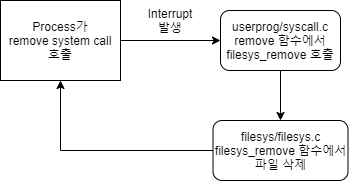 Process가
remove system call
호출
Interrupt
발생
userprog/syscall.c
remove 함수에서
filesys_remove 호출
filesys/filesys.c
filesys_remove 함수에서
파일 삭제